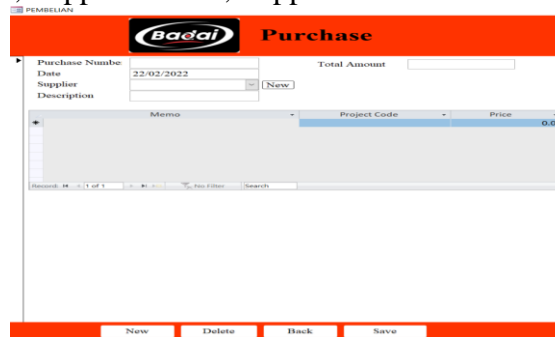 PEMBELIAN
Badai Purchase
Purchase Numbe Total Amount
Date 22/02/2022
Supplier New
Description
Memo Project Code Price
0.0
Record: 1 of 1 No Filter Search
New Delete Back Save